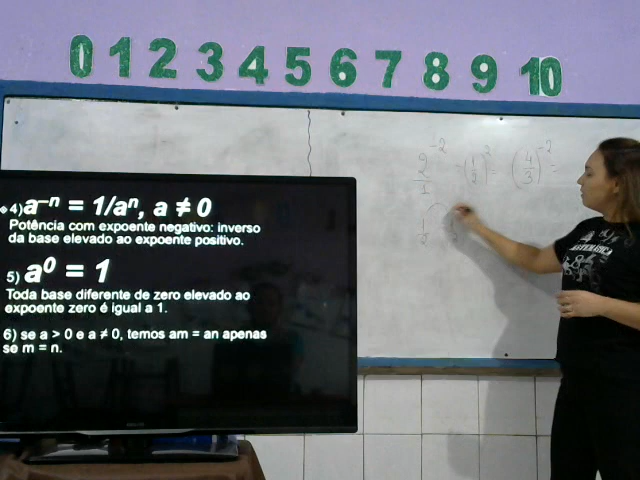 0 1 2 3 4 5 6 7 8 9 10
4) a⁻ⁿ = 1/aⁿ, a ≠ 0
Potência com expoente negativo: inverso
da base elevado ao expoente positivo.
5) a⁰ = 1
Toda base diferente de zero elevado ao
expoente zero é igual a 1.
6) se a > 0 e a ≠ 0, temos am = an apenas
se m = n.
MATEMÁTICA